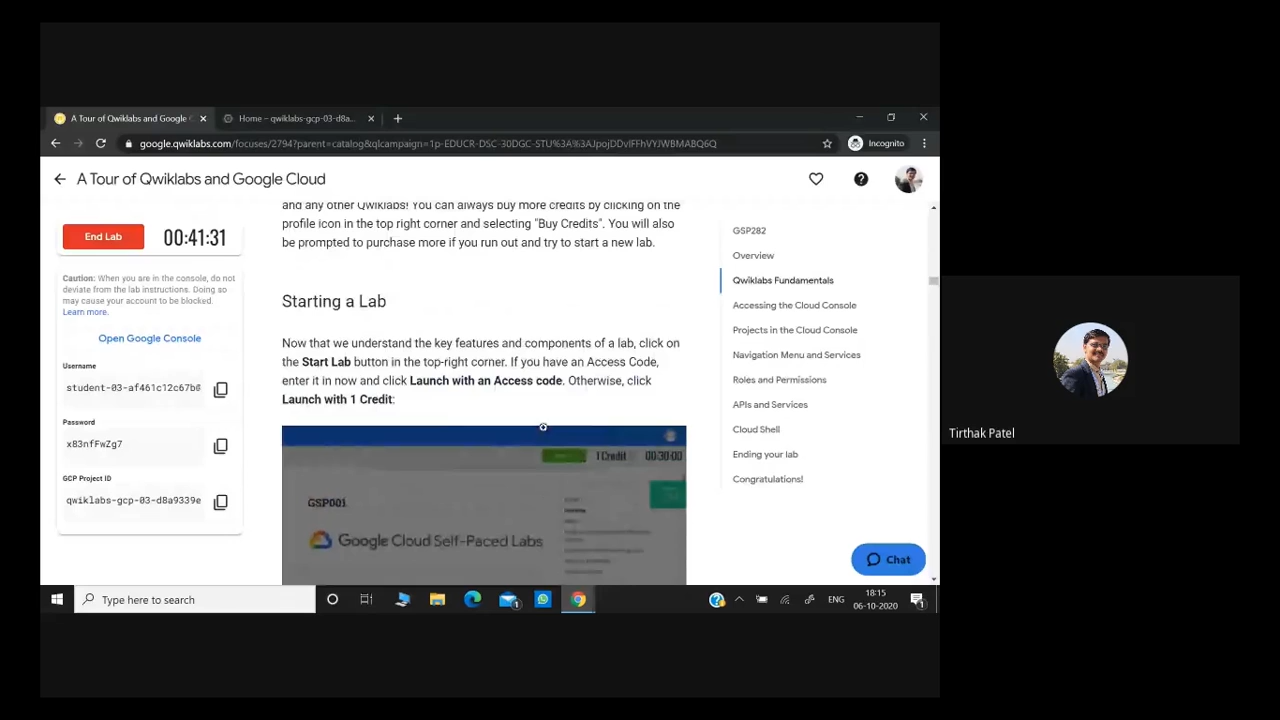 A Tour of Qwiklabs and Google C
Home – qwiklabs-gcp-03-d8a...
google.qwiklabs.com/focuses/2794?parent=catalog&qlcampaign=1p-EDUCR-DSC-30DGC-STU%3A%3AJpojDDvlFFhVYJWBMABQ6Q
Incognito
A Tour of Qwiklabs and Google Cloud
End Lab
00:41:31
Caution: When you are in the console, do not
deviate from the lab instructions. Doing so
may cause your account to be blocked.
Learn more.
Open Google Console
Username
student-03-af461c12c67b@
Password
x83nfFwZg7
GCP Project ID
qwiklabs-gcp-03-d8a9339e
and any other Qwiklabs! You can always buy more credits by clicking on the
profile icon in the top right corner and selecting "Buy Credits". You will also
be prompted to purchase more if you run out and try to start a new lab.
Starting a Lab
Now that we understand the key features and components of a lab, click on
the Start Lab button in the top-right corner. If you have an Access Code,
enter it in now and click Launch with an Access code. Otherwise, click
Launch with 1 Credit:
1 Credit
00:30:00
GSP001
Google Cloud Self-Paced Labs
GSP282
Overview
Qwiklabs Fundamentals
Accessing the Cloud Console
Projects in the Cloud Console
Navigation Menu and Services
Roles and Permissions
APIs and Services
Cloud Shell
Ending your lab
Congratulations!
Chat
Tirthak Patel
Type here to search
1
ENG
18:15
06-10-2020
1